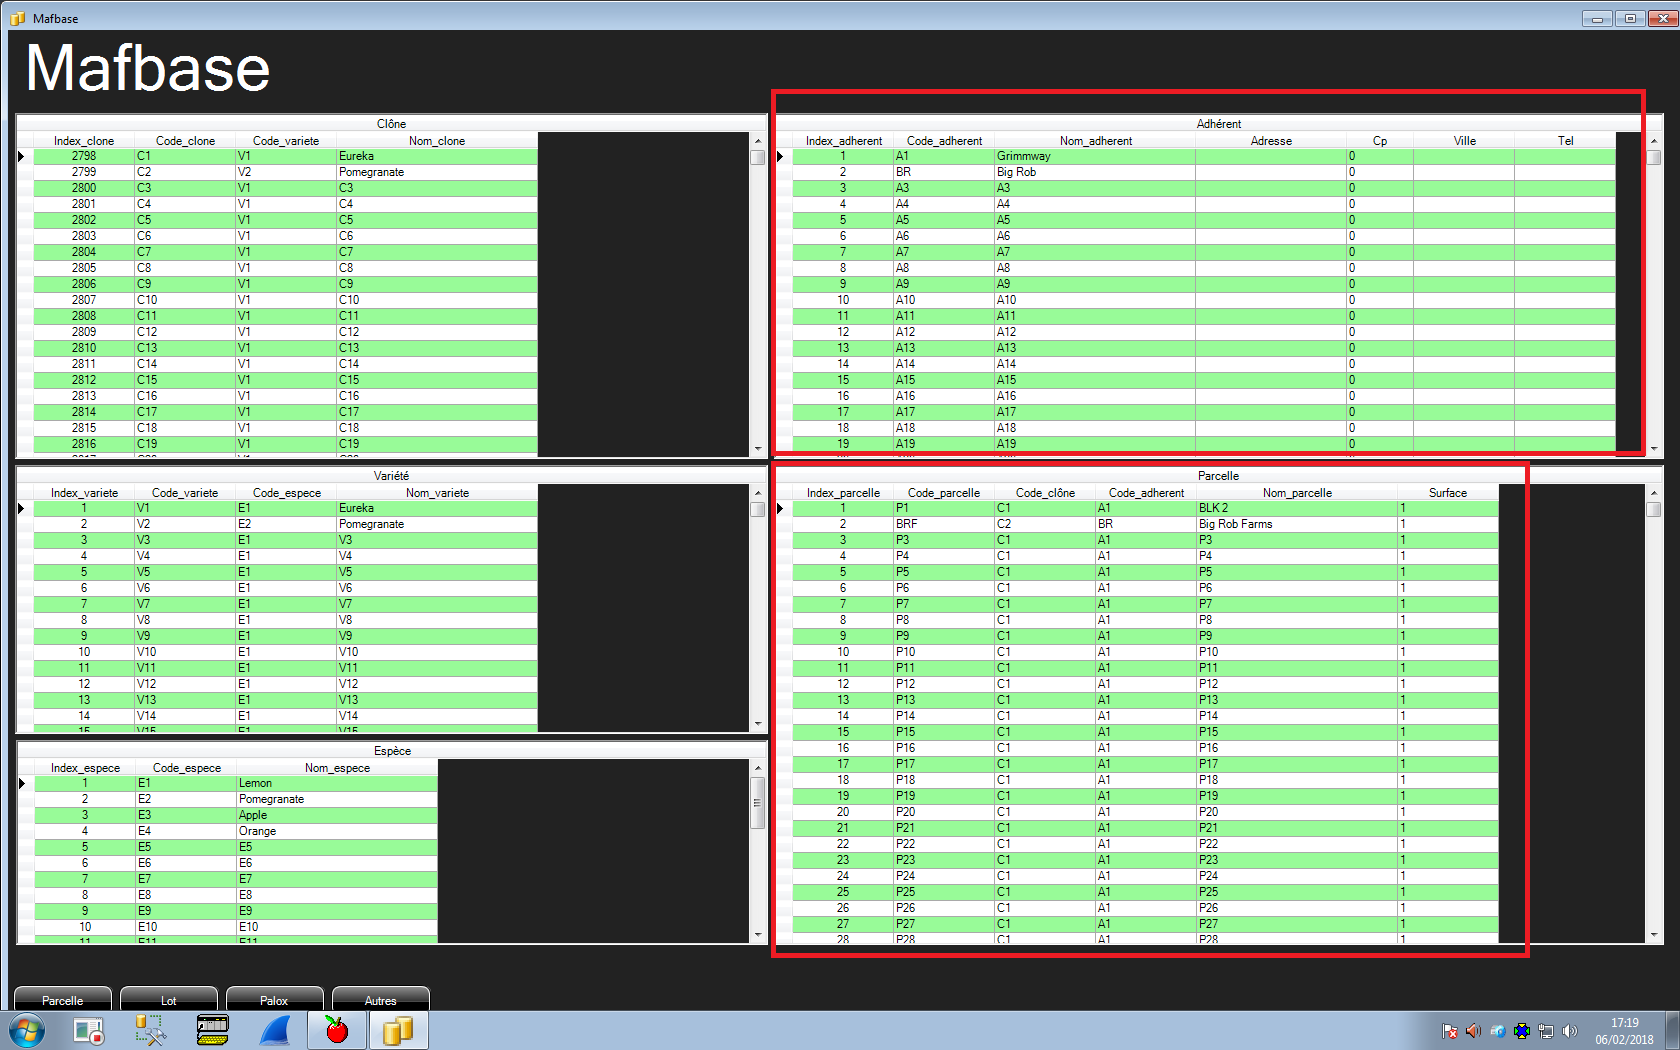 Mafbase
Mafbase
Clône
Index_clone Code_clone Code_variete Nom_clone
2798 C1 V1 Eureka
2799 C2 V2 Pomegranate
2800 C3 V1 C3
2801 C4 V1 C4
2802 C5 V1 C5
2803 C6 V1 C6
2804 C7 V1 C7
2805 C8 V1 C8
2806 C9 V1 C9
2807 C10 V1 C10
2808 C11 V1 C11
2809 C12 V1 C12
2810 C13 V1 C13
2811 C14 V1 C14
2812 C15 V1 C15
2813 C16 V1 C16
2814 C17 V1 C17
2815 C18 V1 C18
2816 C19 V1 C19
Adhérent
Index_adherent Code_adherent Nom_adherent Adresse Cp Ville Tel
1 A1 Grimmway 0
2 BR Big Rob 0
3 A3 A3 0
4 A4 A4 0
5 A5 A5 0
6 A6 A6 0
7 A7 A7 0
8 A8 A8 0
9 A9 A9 0
10 A10 A10 0
11 A11 A11 0
12 A12 A12 0
13 A13 A13 0
14 A14 A14 0
15 A15 A15 0
16 A16 A16 0
17 A17 A17 0
18 A18 A18 0
19 A19 A19 0
Variété
Index_variete Code_variete Code_espece Nom_variete
1 V1 E1 Eureka
2 V2 E2 Pomegranate
3 V3 E1 V3
4 V4 E1 V4
5 V5 E1 V5
6 V6 E1 V6
7 V7 E1 V7
8 V8 E1 V8
9 V9 E1 V9
10 V10 E1 V10
11 V11 E1 V11
12 V12 E1 V12
13 V13 E1 V13
14 V14 E1 V14
15 V15 E1 V15
Espèce
Index_espece Code_espece Nom_espece
1 E1 Lemon
2 E2 Pomegranate
3 E3 Apple
4 E4 Orange
5 E5 E5
6 E6 E6
7 E7 E7
8 E8 E8
9 E9 E9
10 E10 E10
11 E11 E11
Parcelle
Index_parcelle Code_parcelle Code_clône Code_adherent Nom_parcelle Surface
1 P1 C1 A1 BLK 2 1
2 BRF C2 BR Big Rob Farms 1
3 P3 C1 A1 P3 1
4 P4 C1 A1 P4 1
5 P5 C1 A1 P5 1
6 P6 C1 A1 P6 1
7 P7 C1 A1 P7 1
8 P8 C1 A1 P8 1
9 P9 C1 A1 P9 1
10 P10 C1 A1 P10 1
11 P11 C1 A1 P11 1
12 P12 C1 A1 P12 1
13 P13 C1 A1 P13 1
14 P14 C1 A1 P14 1
15 P15 C1 A1 P15 1
16 P16 C1 A1 P16 1
17 P17 C1 A1 P17 1
18 P18 C1 A1 P18 1
19 P19 C1 A1 P19 1
20 P20 C1 A1 P20 1
21 P21 C1 A1 P21 1
22 P22 C1 A1 P22 1
23 P23 C1 A1 P23 1
24 P24 C1 A1 P24 1
25 P25 C1 A1 P25 1
26 P26 C1 A1 P26 1
27 P27 C1 A1 P27 1
28 P28 C1 A1 P28 1
Parcelle Lot Palox Autres
17:19
06/02/2018